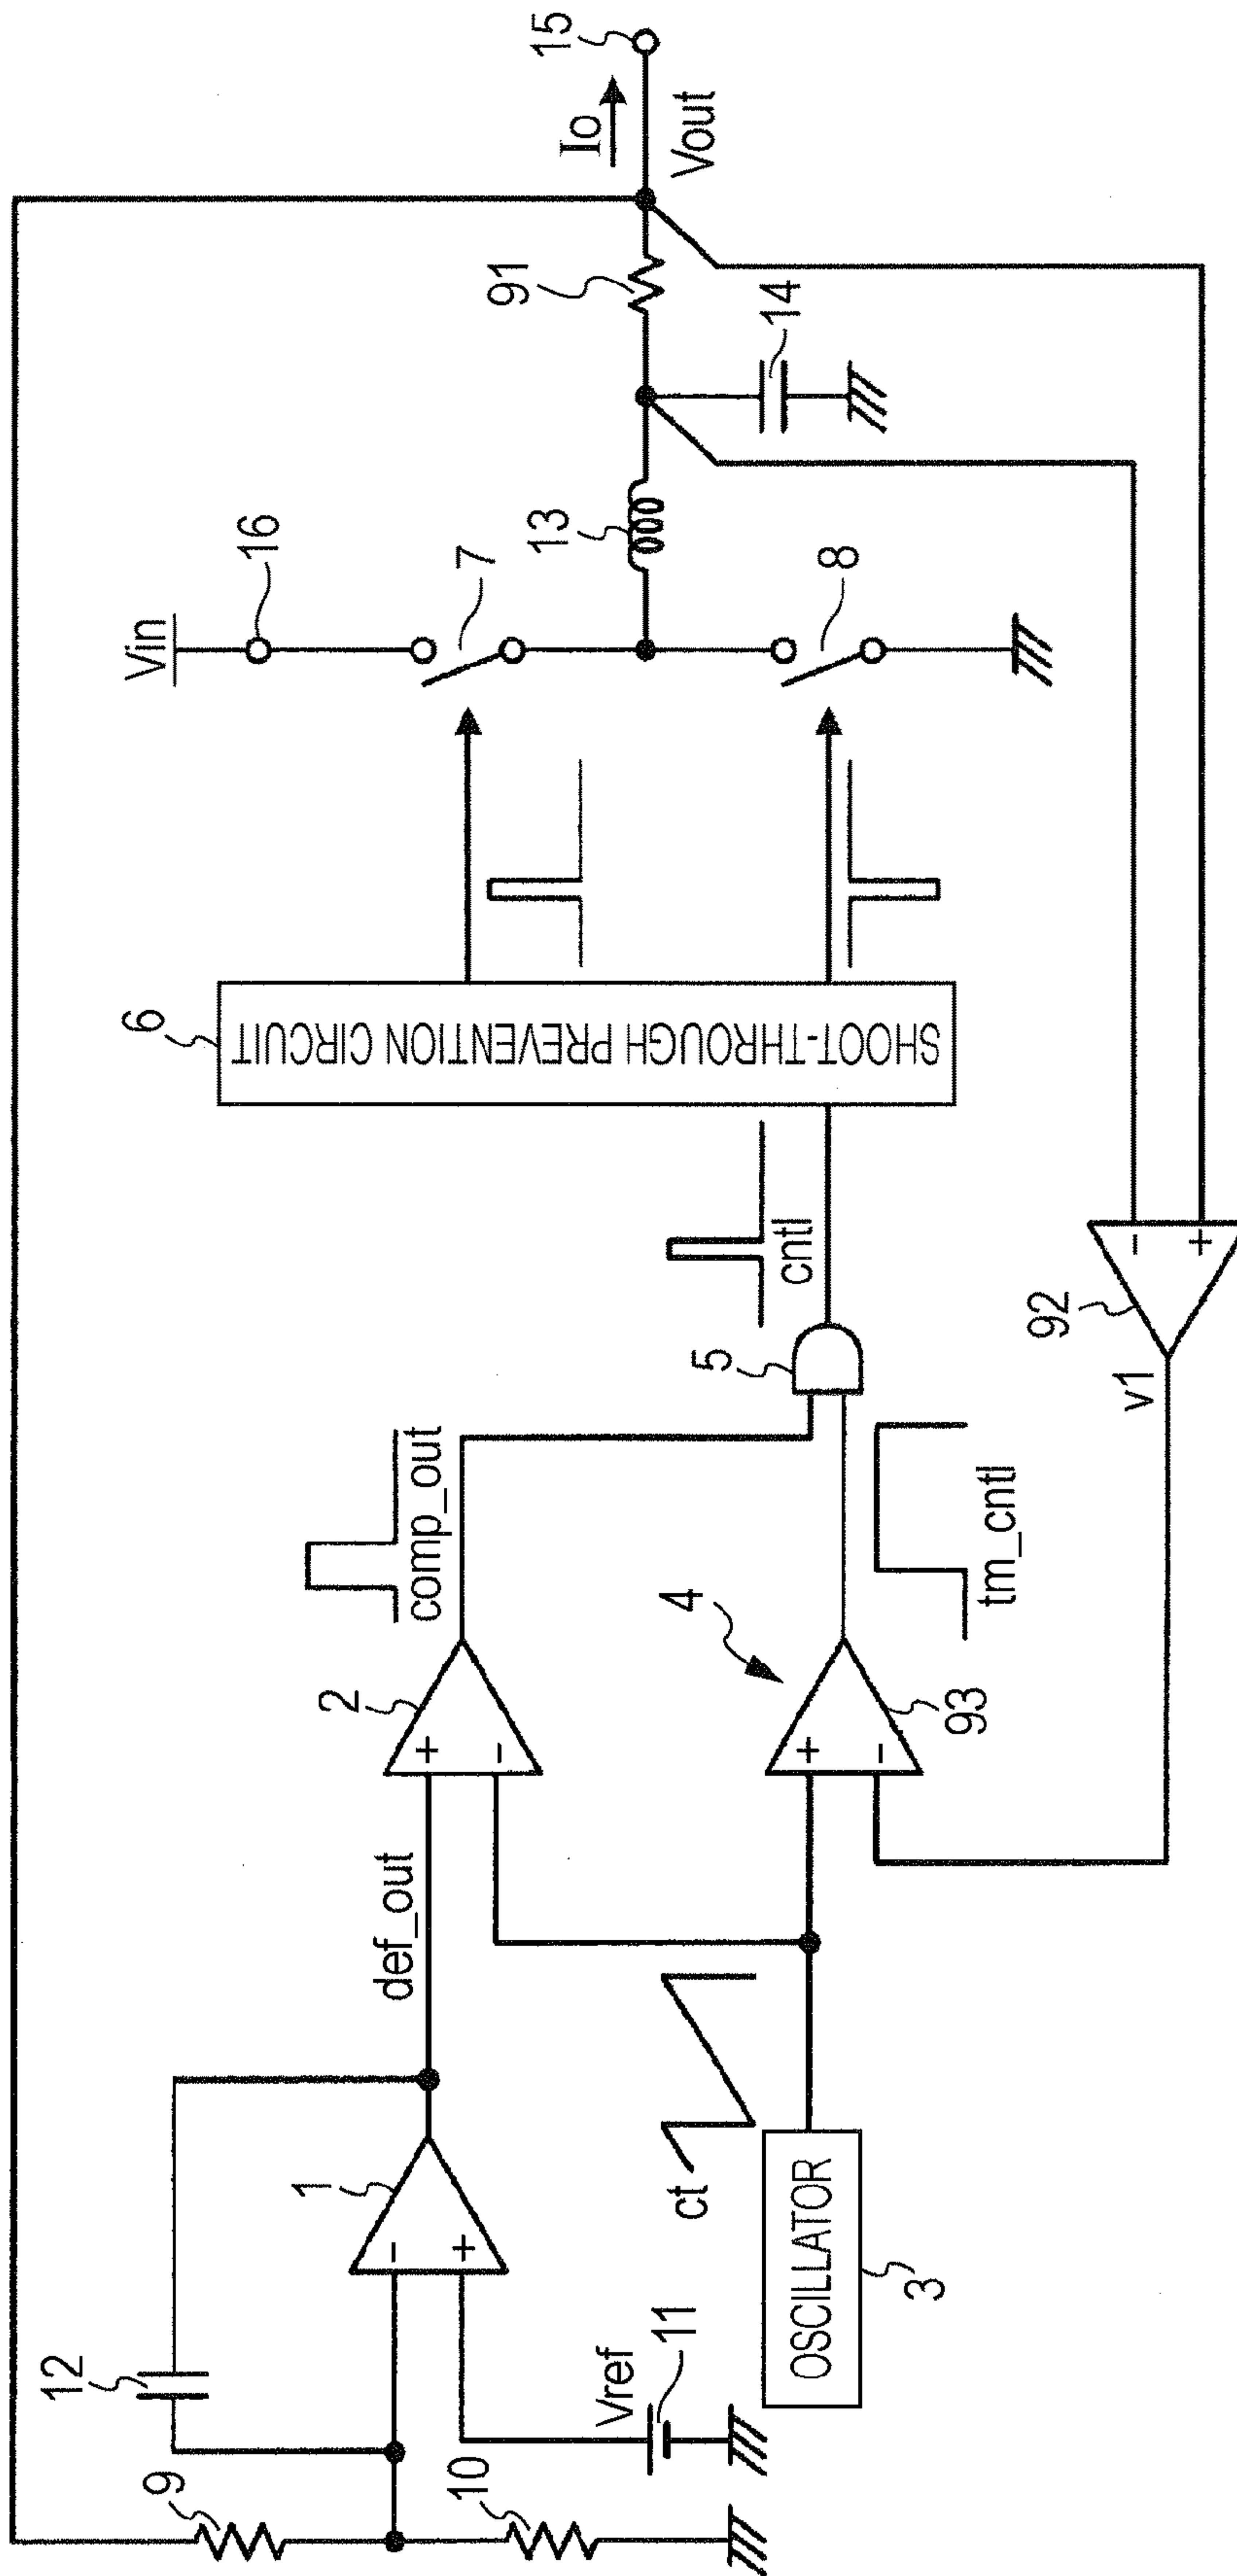 9
10
12
Vref
11
1
-
+
def_out
OSCILLATOR
3
ct
2
+
-
comp_out
4
+
-
93
tm_cntl
5
cntl
92
v1
-
+
6
SHOOT-THROUGH PREVENTION CIRCUIT
Vin
16
7
8
13
14
91
Io
Vout
15